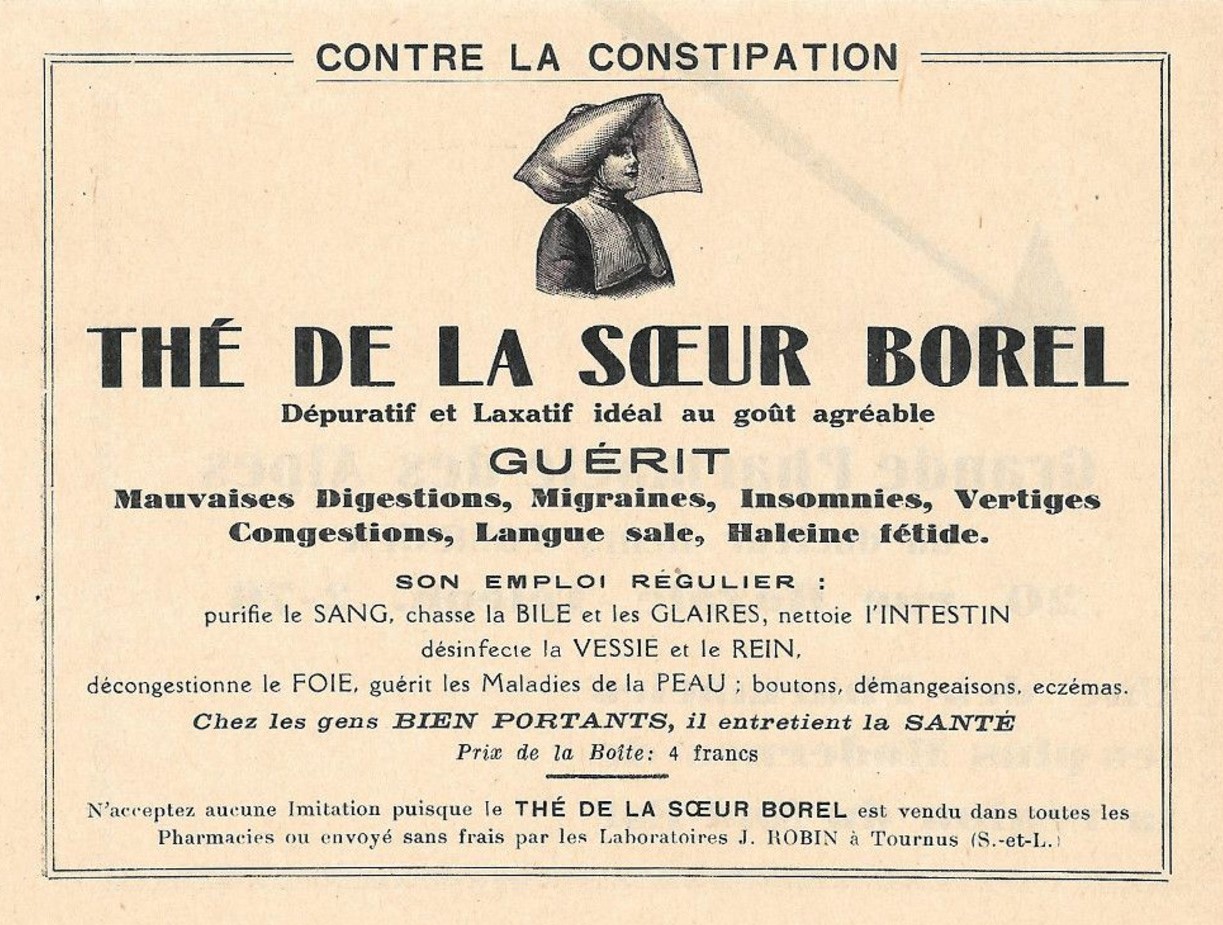 CONTRE LA CONSTIPATION
THÉ DE LA SŒUR BOREL
Dépuratif et Laxatif idéal au goût agréable
GUÉRIT
Mauvaises Digestions, Migraines, Insomnies, Vertiges
Congestions, Langue sale, Haleine fétide.
SON EMPLOI RÉGULIER :
purifie le SANG, chasse la BILE et les GLAIRES, nettoie l'INTESTIN
désinfecte la VESSIE et le REIN,
décongestionne le FOIE, guérit les Maladies de la PEAU ; boutons, démangeaisons, eczémas.
Chez les gens BIEN PORTANTS, il entretient la SANTÉ
Prix de la Boîte: 4 francs
N'acceptez aucune Imitation puisque le THÉ DE LA SŒUR BOREL est vendu dans toutes les
Pharmacies ou envoyé sans frais par les Laboratoires J. ROBIN à Tournus (S.-et-L.)